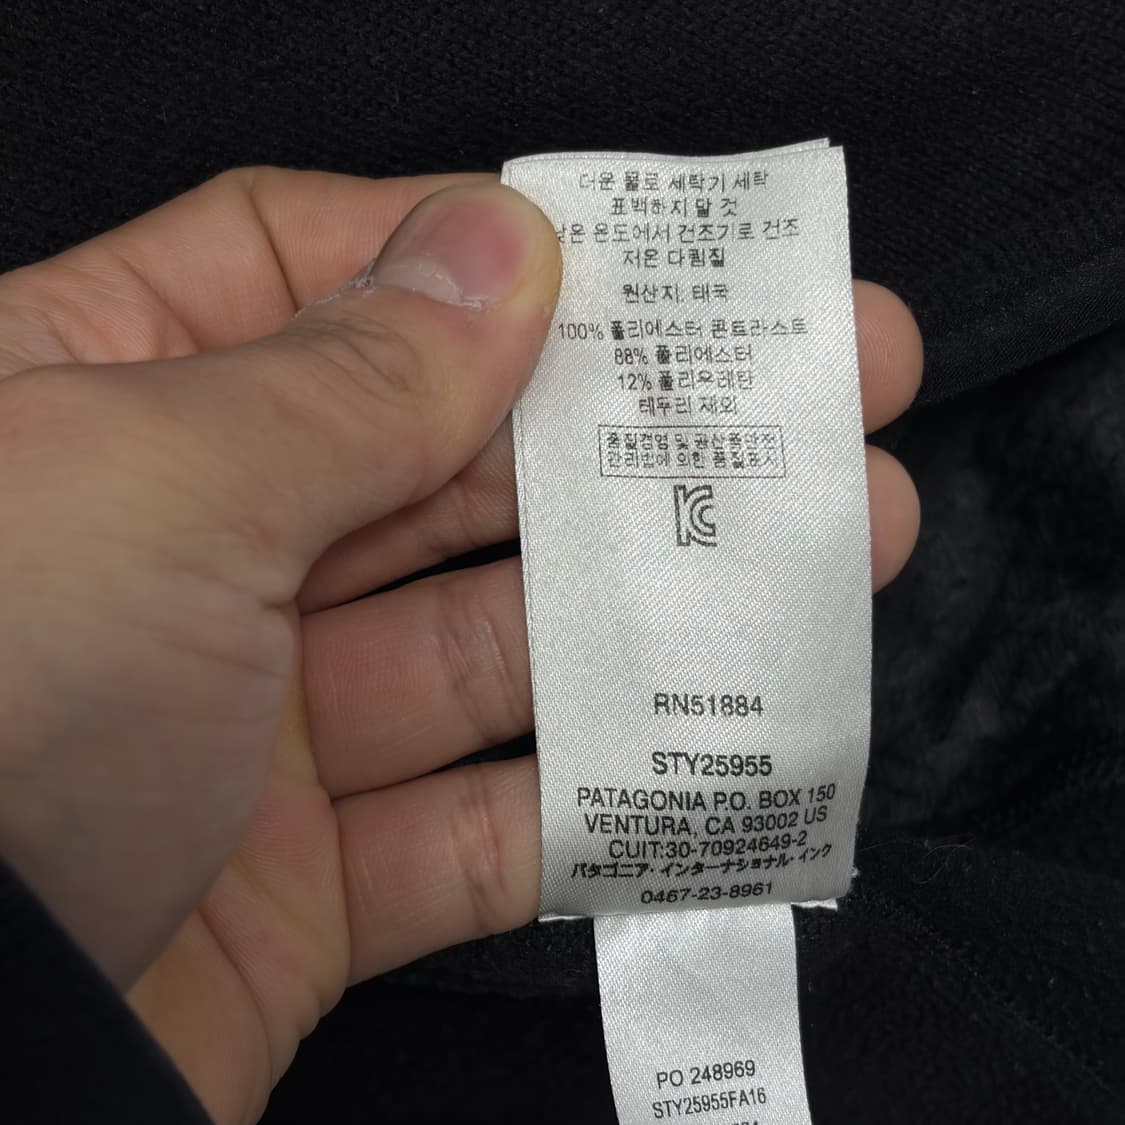 더운 물로 세탁기 세탁
표백하지 말 것
낮은 온도에서 건조기로 건조
저온 다림질
원산지: 태국
100% 폴리에스터 콘트라스트
88% 폴리에스터
12% 폴리우레탄
테두리 제외
품질경영 및 공산품안전
관리법에 의한 품질표시
RN51884
STY25955
PATAGONIA P.O. BOX 150
VENTURA, CA 93002 US
CUIT:30-70924649-2
パタゴニア・インターナショナル・インク
0467-23-8961
PO 248969
STY25955FA16